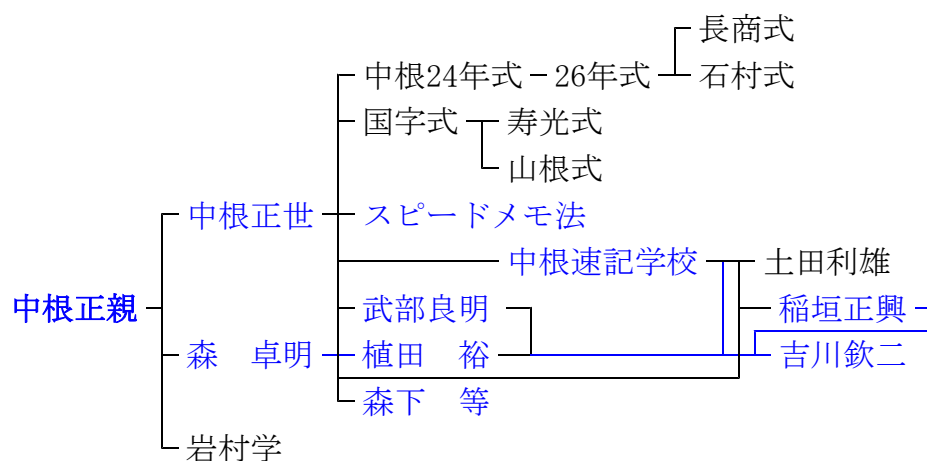 長商式
中根24年式 26年式 石村式
国字式 寿光式
山根式
中根正世 スピードメモ法
中根速記学校 土田利雄
中根正親 武部良明 稲垣正興
森　卓明 植田　裕 吉川欽二
森下　等
岩村学